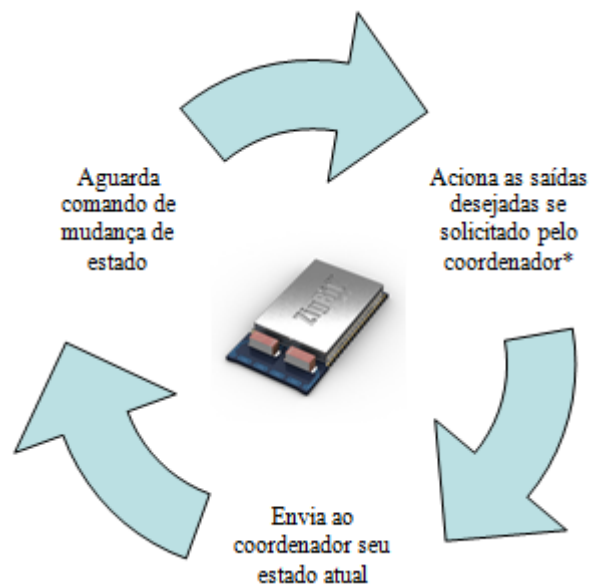 Aguarda
comando de
mudança de
estado
Aciona as saídas
desejadas se
solicitado pelo
coordenador*
ZigBit
Envia ao
coordenador seu
estado atual